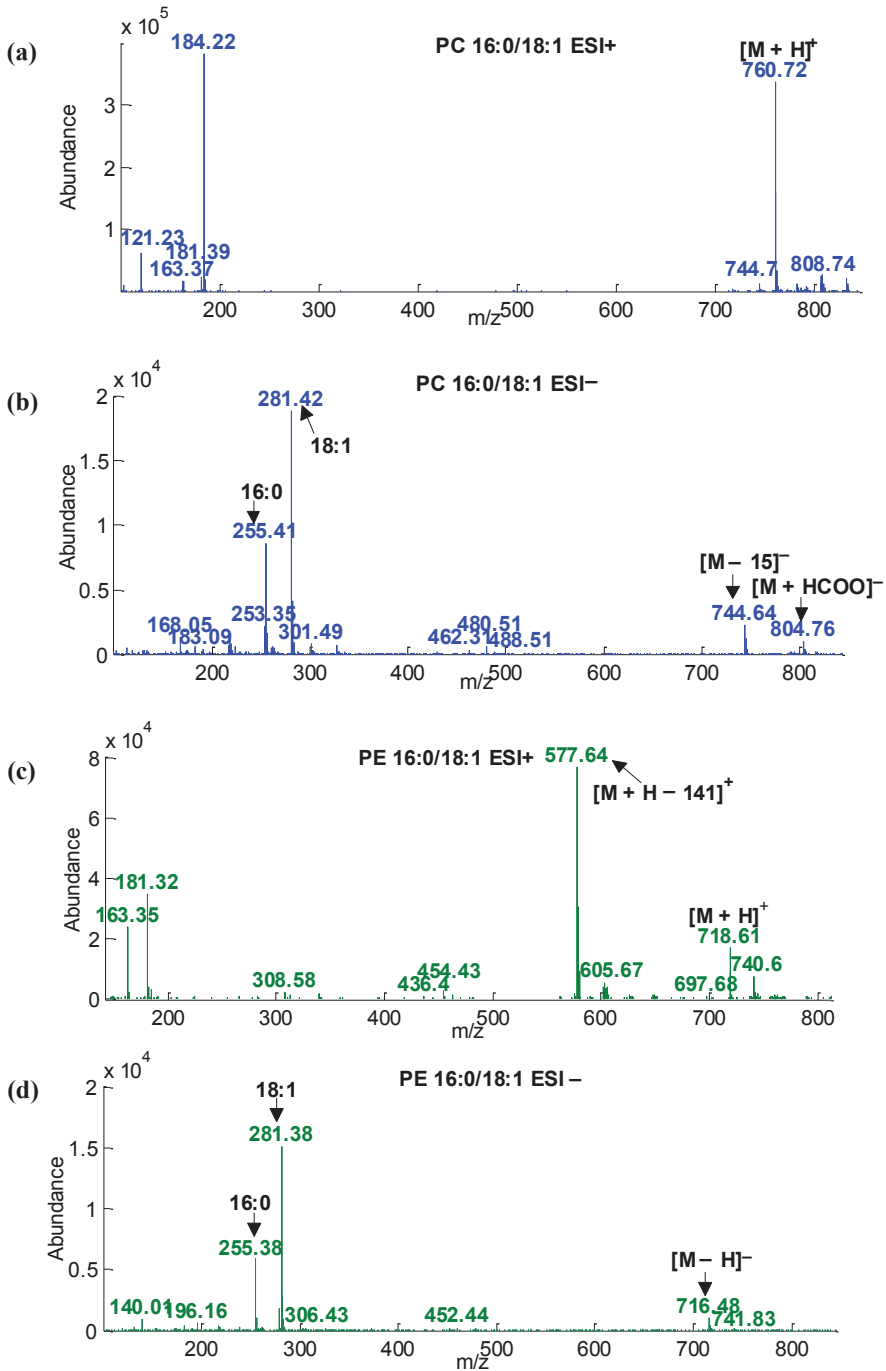 (a)
× 10⁵
PC 16:0/18:1 ESI+
[M + H]⁺
184.22
760.72
3
2
1
Abundance
121.23
181.39
163.37
744.7
808.74
200 300 400 500 600 700 800
m/z
(b)
× 10⁴
PC 16:0/18:1 ESI−
2
1.5
1
0.5
0
Abundance
281.42
18:1
16:0
255.41
[M − 15]⁻
[M + HCOO]⁻
253.35
168.05
183.09
301.49
462.31
480.51
488.51
744.64
804.76
200 300 400 500 600 700 800
m/z
(c)
× 10⁴
PE 16:0/18:1 ESI+
577.64
[M + H − 141]⁺
8
6
4
2
0
Abundance
181.32
163.35
[M + H]⁺
718.61
308.58
436.4
454.43
605.67
697.68
740.6
200 300 400 500 600 700 800
m/z
(d)
× 10⁴
PE 16:0/18:1 ESI −
2
1.5
1
0.5
0
Abundance
18:1
281.38
16:0
255.38
[M − H]⁻
716.48
140.01
196.16
306.43
452.44
741.83
200 300 400 500 600 700 800
m/z